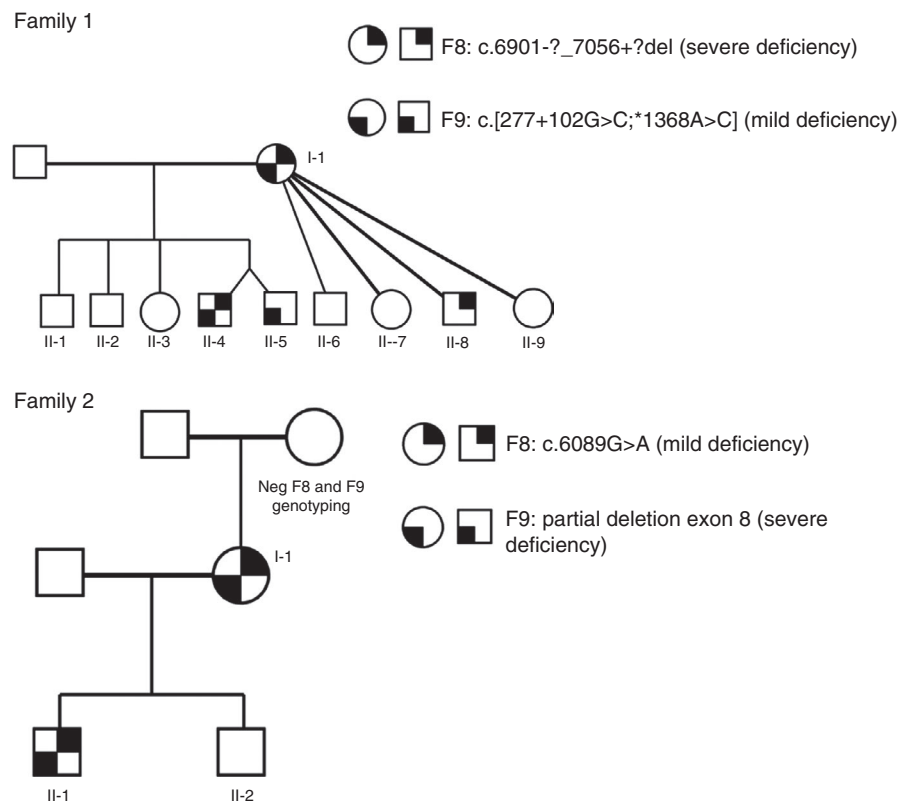 Family 1
F8: c.6901-?_7056+?del (severe deficiency)
F9: c.[277+102G>C;*1368A>C] (mild deficiency)
I-1
II-1 II-2 II-3 II-4 II-5 II-6 II--7 II-8 II-9
Family 2
F8: c.6089G>A (mild deficiency)
Neg F8 and F9
genotyping
F9: partial deletion exon 8 (severe
deficiency)
I-1
II-1 II-2